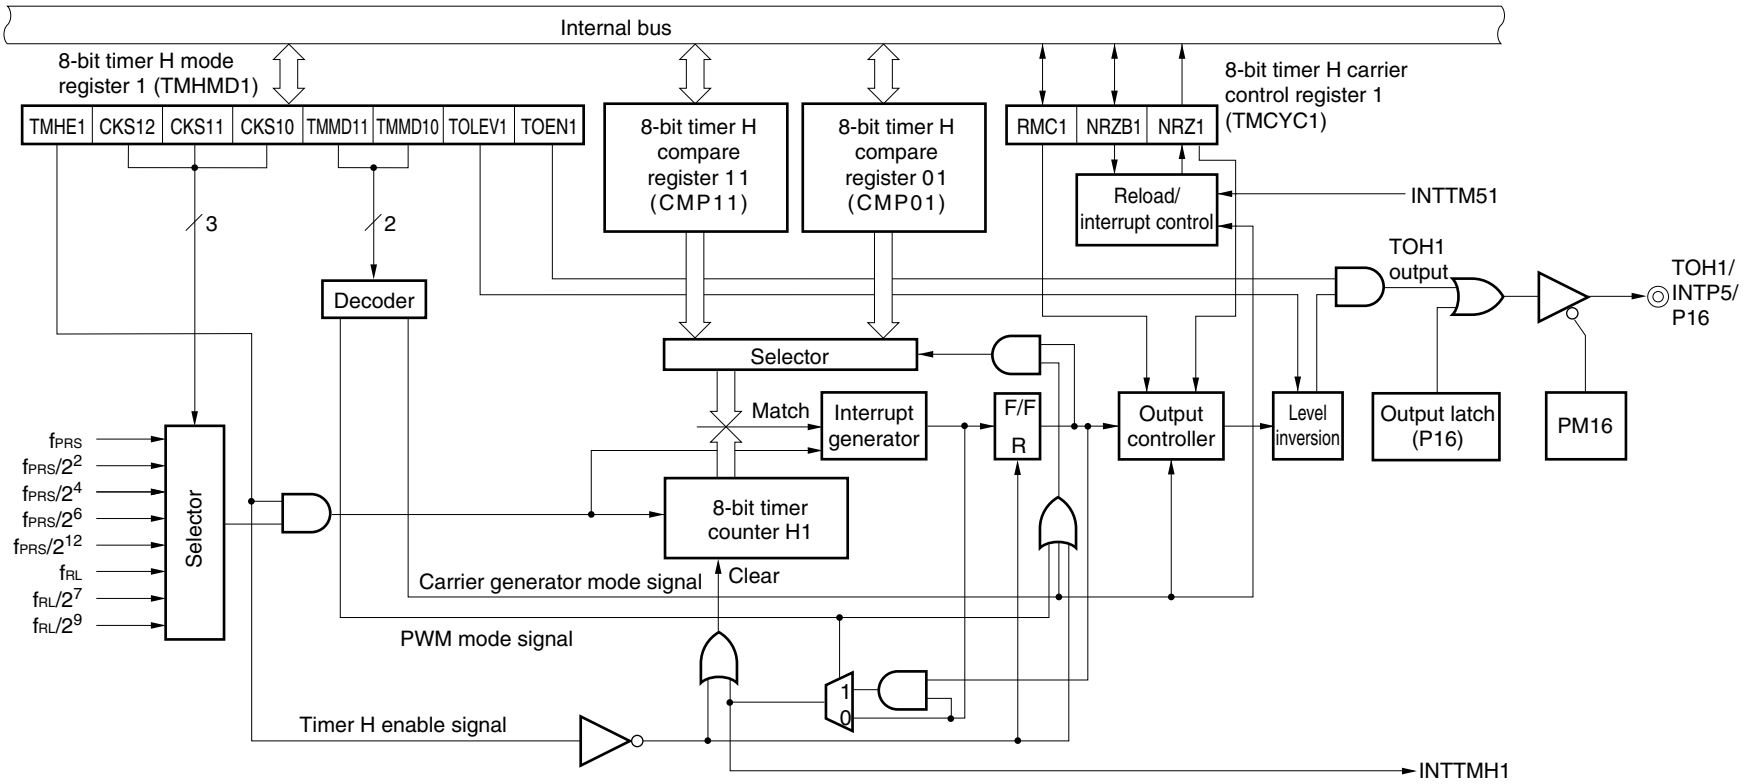 Internal bus
8-bit timer H mode
register 1 (TMHMD1)
8-bit timer H carrier
control register 1
(TMCYC1)
TMHE1 CKS12 CKS11 CKS10 TMMD11 TMMD10 TOLEV1 TOEN1
8-bit timer H
compare
register 11
(CMP11)
8-bit timer H
compare
register 01
(CMP01)
RMC1 NRZB1 NRZ1
Reload/
interrupt control
INTTM51
3
2
Decoder
TOH1
output
TOH1/
INTP5/
P16
Selector
Match
Interrupt
generator
F/F
R
Output
controller
Level
inversion
Output latch
(P16)
PM16
fPRS
fPRS/2²
fPRS/2⁴
fPRS/2⁶
fPRS/2¹²
fRL
fRL/2⁷
fRL/2⁹
Selector
8-bit timer
counter H1
Carrier generator mode signal
Clear
PWM mode signal
1
0
Timer H enable signal
INTTMH1